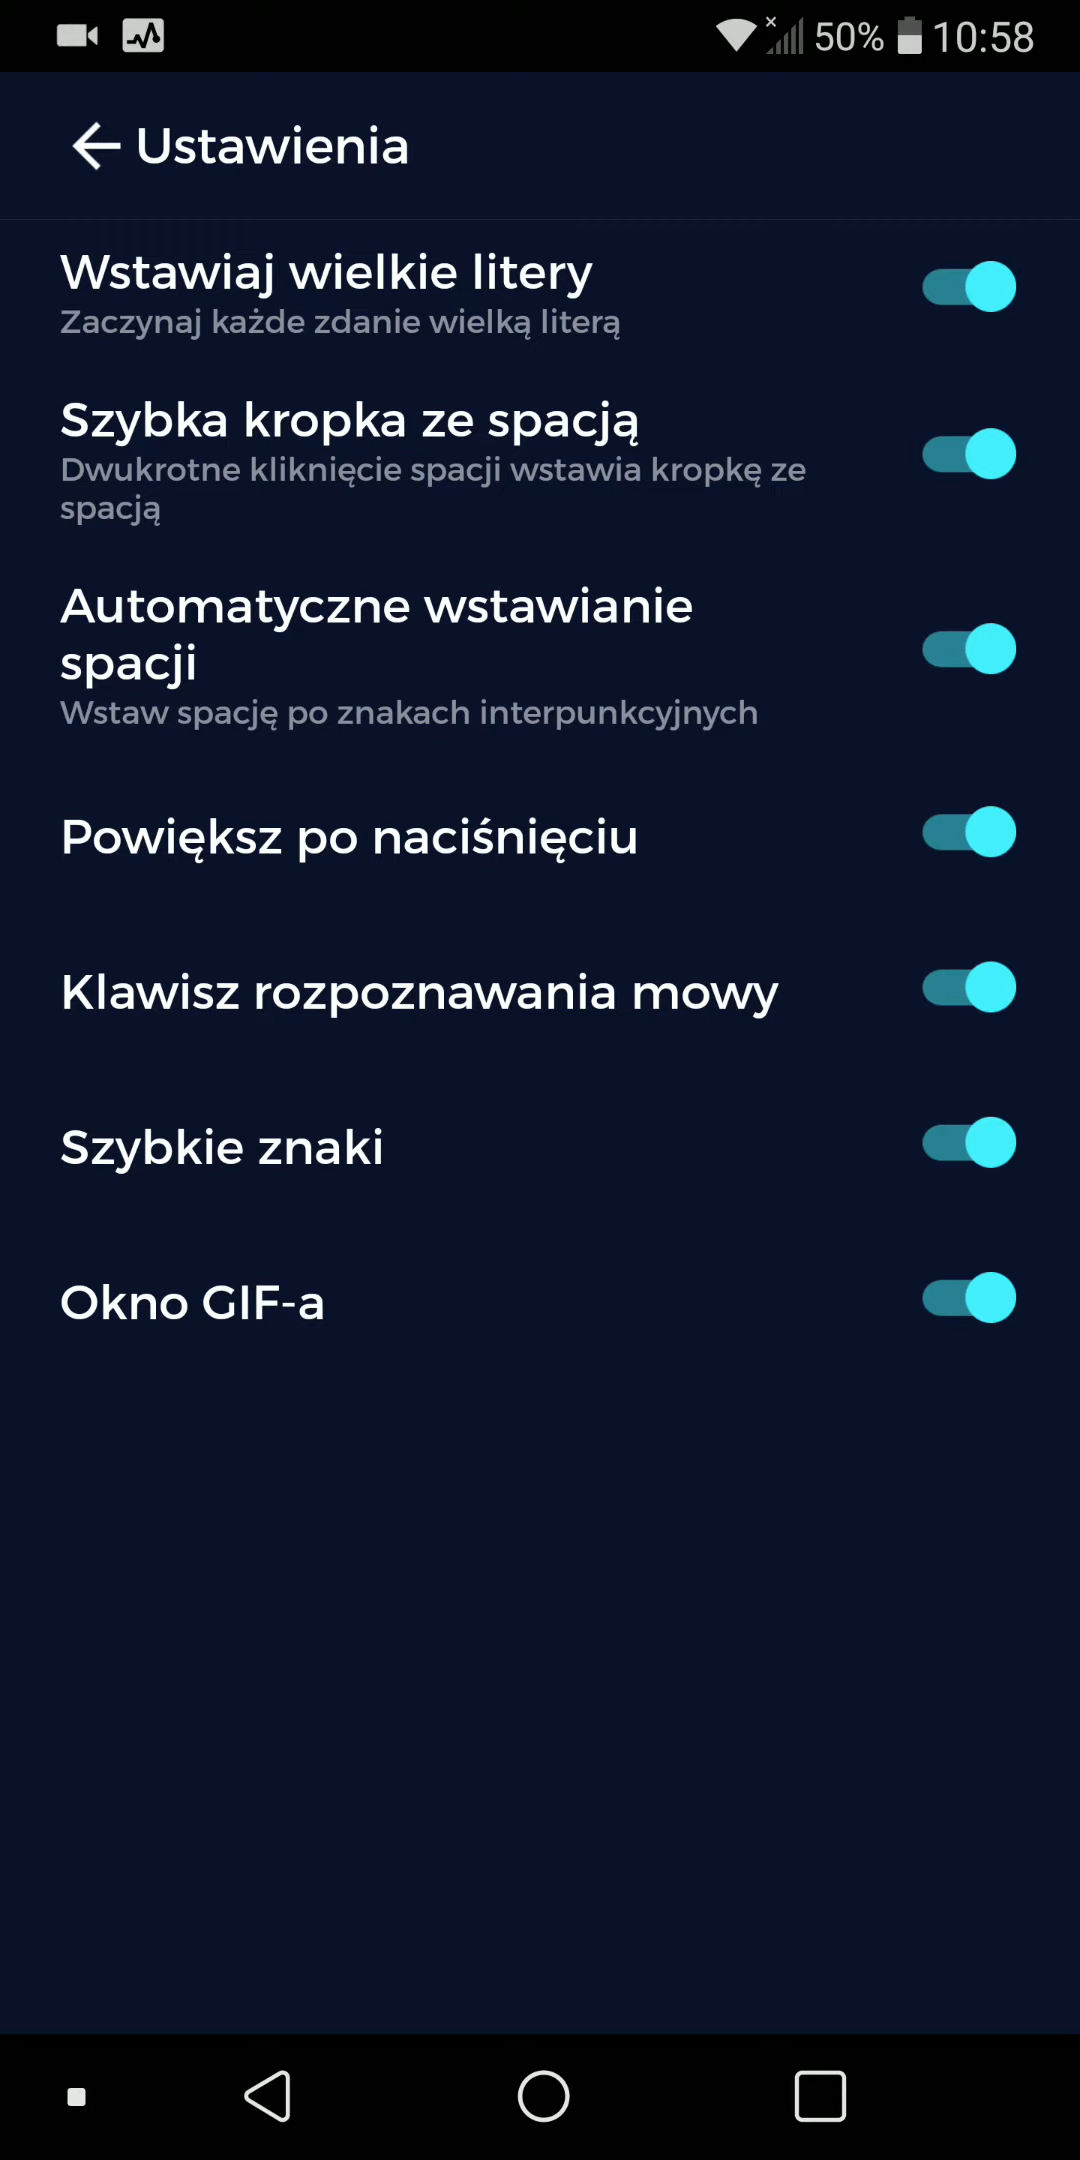 50% 10:58
Ustawienia
Wstawiaj wielkie litery
Zaczynaj każde zdanie wielką literą
Szybka kropka ze spacją
Dwukrotne kliknięcie spacji wstawia kropkę ze
spacją
Automatyczne wstawianie
spacji
Wstaw spację po znakach interpunkcyjnych
Powiększ po naciśnięciu
Klawisz rozpoznawania mowy
Szybkie znaki
Okno GIF-a